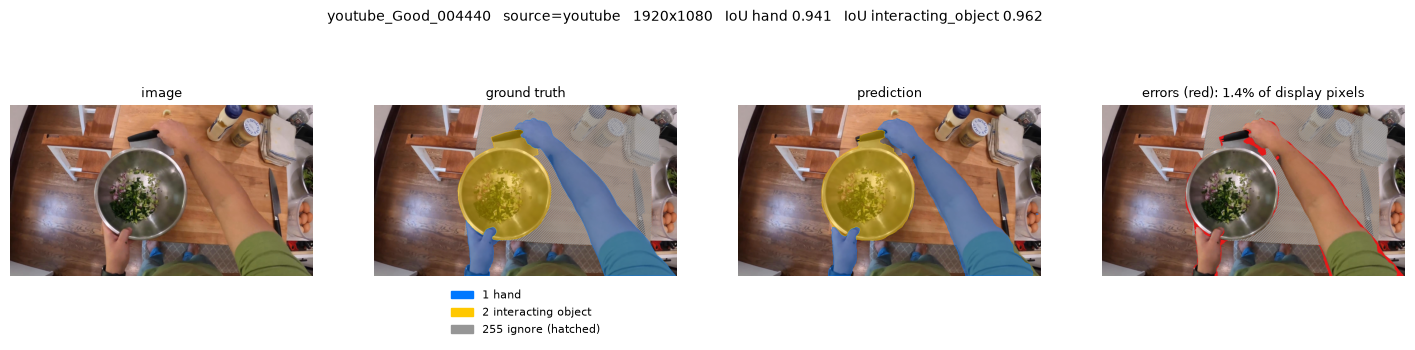 youtube_Good_004440   source=youtube   1920x1080   IoU hand 0.941   IoU interacting_object 0.962
image
ground truth
prediction
errors (red): 1.4% of display pixels
1 hand
2 interacting object
255 ignore (hatched)